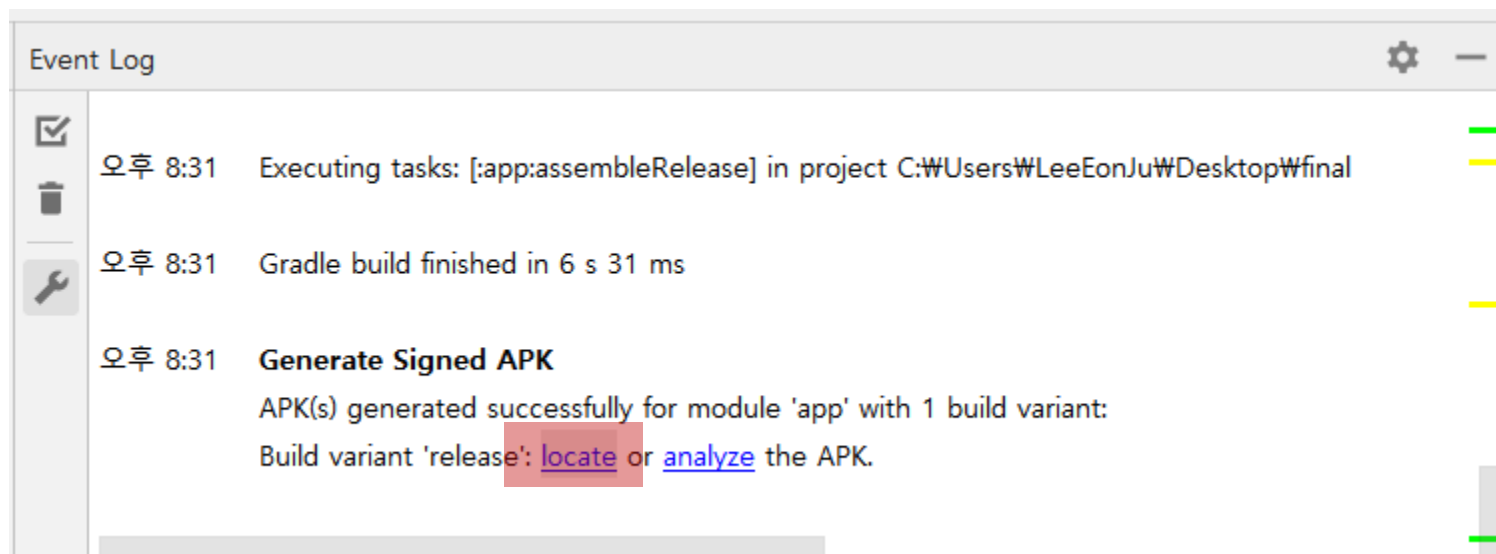 Event Log
오후 8:31 Executing tasks: [:app:assembleRelease] in project C:₩Users₩LeeEonJu₩Desktop₩final
오후 8:31 Gradle build finished in 6 s 31 ms
오후 8:31 Generate Signed APK
APK(s) generated successfully for module 'app' with 1 build variant:
Build variant 'release': locate or analyze the APK.